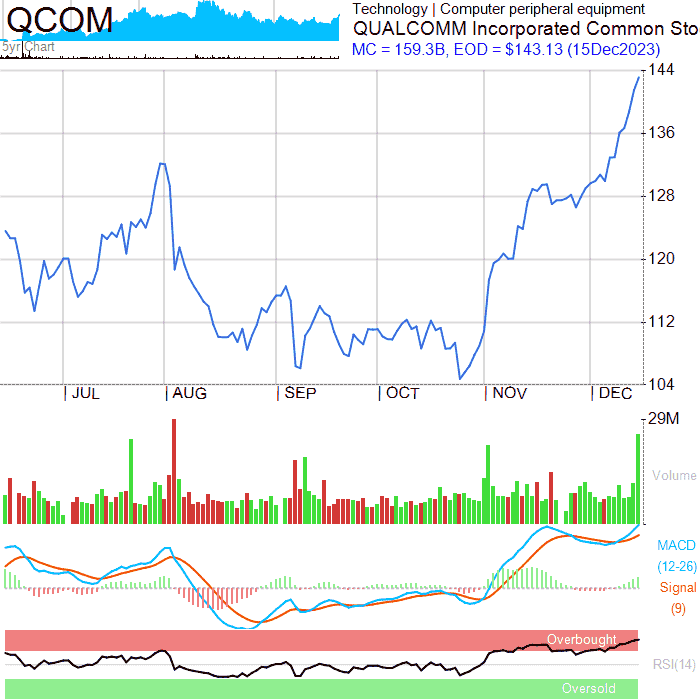 QCOM
5yr Chart
Technology | Computer peripheral equipment
QUALCOMM Incorporated Common Sto
MC = 159.3B, EOD = $143.13 (15Dec2023)
144
136
128
120
112
104
| JUL
| AUG
| SEP
| OCT
| NOV
| DEC
29M
Volume
MACD
(12-26)
Signal
(9)
Overbought
RSI(14)
Oversold